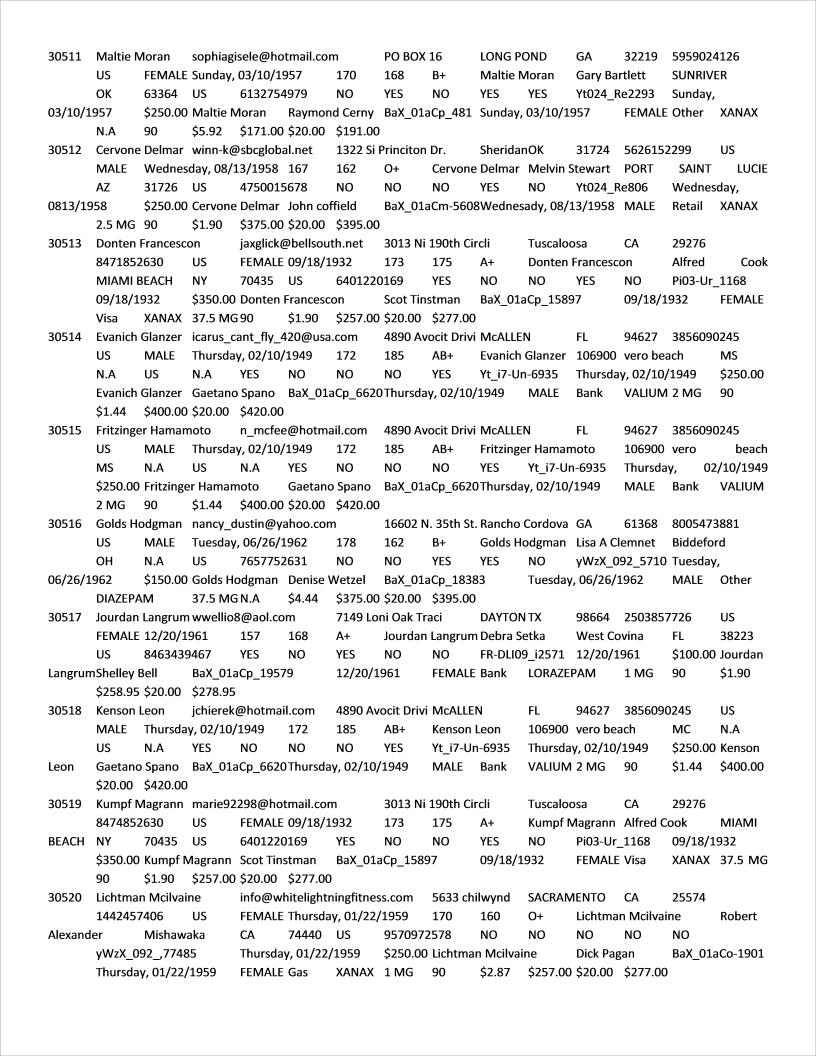 30511 Maltie Moran sophiagisele@hotmail.com PO BOX 16 LONG POND GA 32219 5959024126
US FEMALE Sunday, 03/10/1957 170 168 B+ Maltie Moran Gary Bartlett SUNRIVER
OK 63364 US 6132754979 NO YES NO YES YES Yt024_Re2293 Sunday,
03/10/1957 $250.00 Maltie Moran Raymond Cerny BaX_01aCp_481 Sunday, 03/10/1957 FEMALE Other XANAX
N.A 90 $5.92 $171.00 $20.00 $191.00
30512 Cervone Delmar winn-k@sbcglobal.net 1322 Si Princiton Dr. Sheridan OK 31724 5626152299 US
MALE Wednesday, 08/13/1958 167 162 O+ Cervone Delmar Melvin Stewart PORT SAINT LUCIE
AZ 31726 US 4750015678 NO NO NO YES NO Yt024_Re806 Wednesday,
0813/1958 $250.00 Cervone Delmar John coffield BaX_01aCm-5608 Wednesady, 08/13/1958 MALE Retail XANAX
2.5 MG 90 $1.90 $375.00 $20.00 $395.00
30513 Donten Francescon jaxglick@bellsouth.net 3013 Ni 190th Circli Tuscaloosa CA 29276
8471852630 US FEMALE 09/18/1932 173 175 A+ Donten Francescon Alfred Cook
MIAMI BEACH NY 70435 US 6401220169 YES NO NO YES NO Pi03-Ur_1168
09/18/1932 $350.00 Donten Francescon Scot Tinstman BaX_01aCp_15897 09/18/1932 FEMALE
Visa XANAX 37.5 MG 90 $1.90 $257.00 $20.00 $277.00
30514 Evanich Glanzer icarus_cant_fly_420@usa.com 4890 Avocit Drivi McALLEN FL 94627 3856090245
US MALE Thursday, 02/10/1949 172 185 AB+ Evanich Glanzer 106900 vero beach MS
N.A US N.A YES NO NO NO YES Yt_i7-Un-6935 Thursday, 02/10/1949 $250.00
Evanich Glanzer Gaetano Spano BaX_01aCp_6620 Thursday, 02/10/1949 MALE Bank VALIUM 2 MG 90
$1.44 $400.00 $20.00 $420.00
30515 Fritzinger Hamamoto n_mcfee@hotmail.com 4890 Avocit Drivi McALLEN FL 94627 3856090245
US MALE Thursday, 02/10/1949 172 185 AB+ Fritzinger Hamamoto 106900 vero beach
MS N.A US N.A YES NO NO NO YES Yt_i7-Un-6935 Thursday, 02/10/1949
$250.00 Fritzinger Hamamoto Gaetano Spano BaX_01aCp_6620 Thursday, 02/10/1949 MALE Bank VALIUM
2 MG 90 $1.44 $400.00 $20.00 $420.00
30516 Golds Hodgman nancy_dustin@yahoo.com 16602 N. 35th St. Rancho Cordova GA 61368 8005473881
US MALE Tuesday, 06/26/1962 178 162 B+ Golds Hodgman Lisa A Clemnet Biddeford
OH N.A US 7657752631 NO NO YES YES NO yWzX_092_5710 Tuesday,
06/26/1962 $150.00 Golds Hodgman Denise Wetzel BaX_01aCp_18383 Tuesday, 06/26/1962 MALE Other
DIAZEPAM 37.5 MG N.A $4.44 $375.00 $20.00 $395.00
30517 Jourdan Langrum wwellio8@aol.com 7149 Loni Oak Traci DAYTON TX 98664 2503857726 US
FEMALE 12/20/1961 157 168 A+ Jourdan Langrum Debra Setka West Covina FL 38223
US 8463439467 YES NO YES NO NO FR-DLI09_i2571 12/20/1961 $100.00 Jourdan
Langrum Shelley Bell BaX_01aCp_19579 12/20/1961 FEMALE Bank LORAZEPAM 1 MG 90 $1.90
$258.95 $20.00 $278.95
30518 Kenson Leon jchierek@hotmail.com 4890 Avocit Drivi McALLEN FL 94627 3856090245 US
MALE Thursday, 02/10/1949 172 185 AB+ Kenson Leon 106900 vero beach MC N.A
US N.A YES NO NO NO YES Yt_i7-Un-6935 Thursday, 02/10/1949 $250.00 Kenson
Leon Gaetano Spano BaX_01aCp_6620 Thursday, 02/10/1949 MALE Bank VALIUM 2 MG 90 $1.44 $400.00
$20.00 $420.00
30519 Kumpf Magrann marie92298@hotmail.com 3013 Ni 190th Circli Tuscaloosa CA 29276
8474852630 US FEMALE 09/18/1932 173 175 A+ Kumpf Magrann Alfred Cook MIAMI
BEACH NY 70435 US 6401220169 YES NO NO YES NO Pi03-Ur_1168 09/18/1932
$350.00 Kumpf Magrann Scot Tinstman BaX_01aCp_15897 09/18/1932 FEMALE Visa XANAX 37.5 MG
90 $1.90 $257.00 $20.00 $277.00
30520 Lichtman Mcilvaine info@whitelightningfitness.com 5633 chilwynd SACRAMENTO CA 25574
1442457406 US FEMALE Thursday, 01/22/1959 170 160 O+ Lichtman Mcilvaine Robert
Alexander Mishawaka CA 74440 US 9570972578 NO NO NO NO NO
yWzX_092_,77485 Thursday, 01/22/1959 $250.00 Lichtman Mcilvaine Dick Pagan BaX_01aCo-1901
Thursday, 01/22/1959 FEMALE Gas XANAX 1 MG 90 $2.87 $257.00 $20.00 $277.00